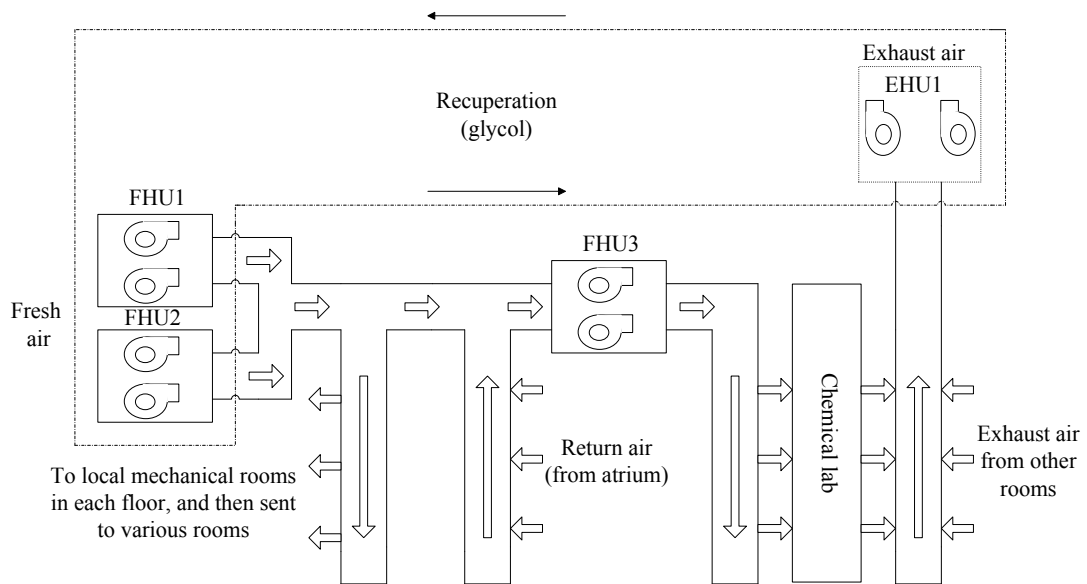 Exhaust air
EHU1
Recuperation
(glycol)
FHU1
FHU3
Fresh
air
FHU2
Chemical lab
Return air
(from atrium)
Exhaust air
from other
rooms
To local mechanical rooms
in each floor, and then sent
to various rooms